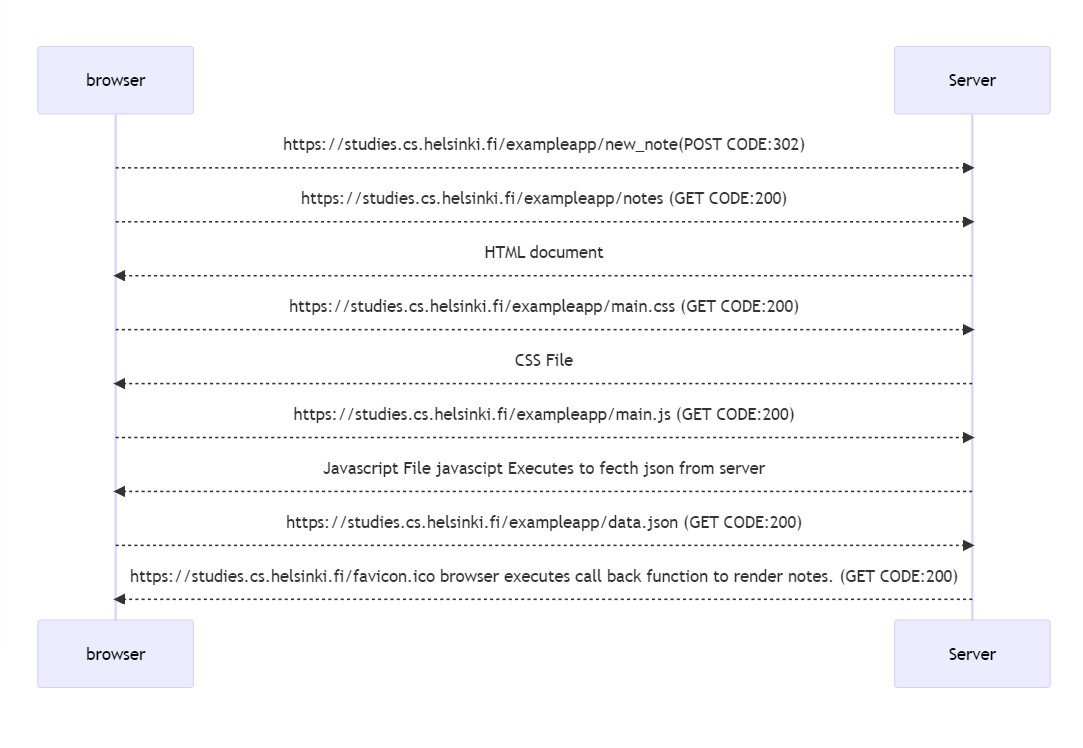 browser
Server
https://studies.cs.helsinki.fi/exampleapp/new_note(POST CODE:302)
https://studies.cs.helsinki.fi/exampleapp/notes (GET CODE:200)
HTML document
https://studies.cs.helsinki.fi/exampleapp/main.css (GET CODE:200)
CSS File
https://studies.cs.helsinki.fi/exampleapp/main.js (GET CODE:200)
Javascript File javascipt Executes to fecth json from server
https://studies.cs.helsinki.fi/exampleapp/data.json (GET CODE:200)
https://studies.cs.helsinki.fi/favicon.ico browser executes call back function to render notes. (GET CODE:200)
browser
Server